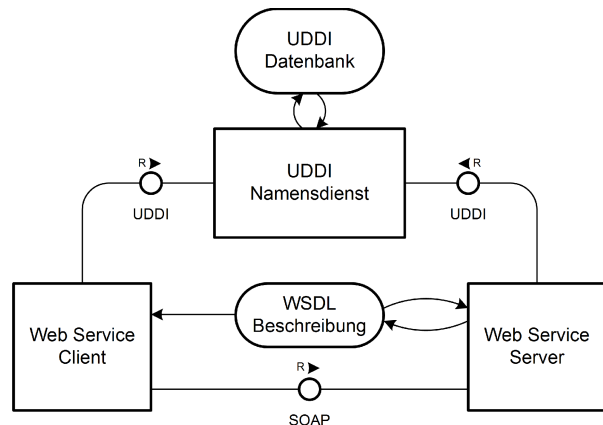 UDDI
Datenbank
UDDI
Namensdienst
R
UDDI
R
UDDI
Web Service
Client
WSDL
Beschreibung
Web Service
Server
R
SOAP